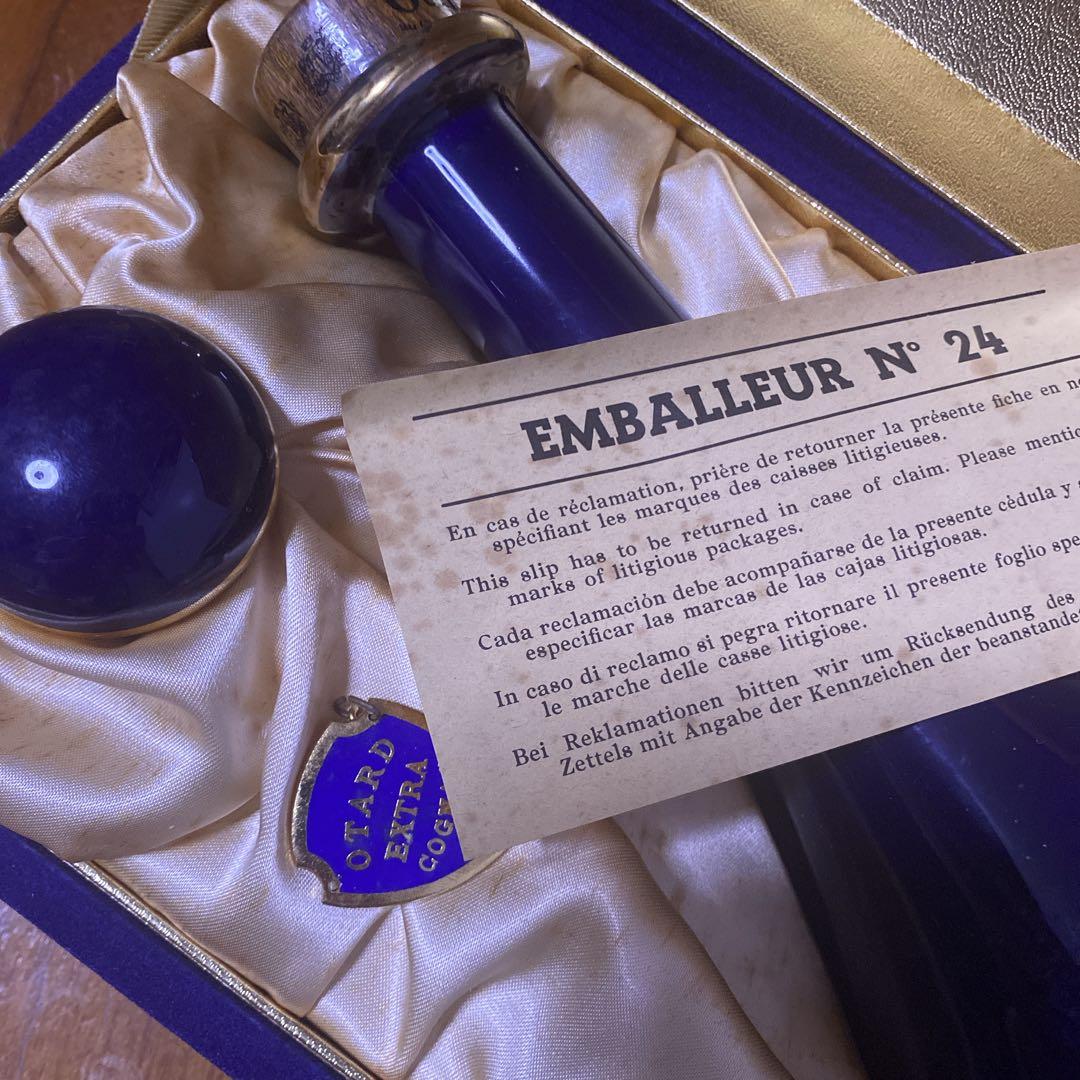 EMBALLEUR Nº 24
En cas de réclamation, prière de retourner la présente fiche en
spécifiant les marques des caisses litigieuses.
This slip has to be returned in case of claim. Please
marks of litigious packages.
Cada reclamación debe acompañarse de la presente cédula y
especificar las marcas de las cajas litigiosas.
In caso di reclamo si pregra ritornare il presente foglio
le marche delle casse litigiose.
Bei Reklamationen bitten wir um Rücksendung des
Zettels mit Angabe der Kennzeichen der
OTARD
EXTRA